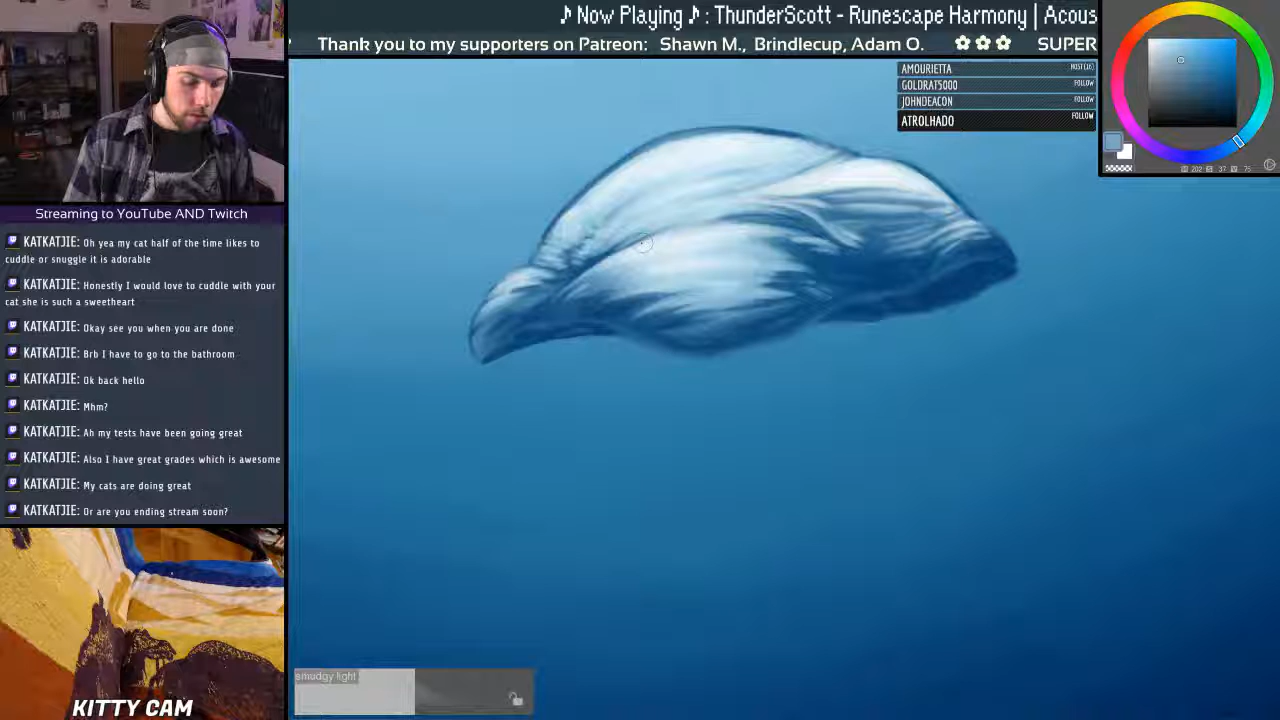 ♪ Now Playing ♪ : ThunderScott - Runescape Harmony | Acous
Thank you to my supporters on Patreon: Shawn M., Brindlecup, Adam O. ✿ ✿ ✿ SUPER
AMOURIETTA HOST (16)
GOLDRAT5000 FOLLOW
JOHNDEACON FOLLOW
ATROLHADO FOLLOW
202 37 75
Streaming to YouTube AND Twitch
KATKATJIE: Oh yea my cat half of the time likes to
cuddle or snuggle it is adorable
KATKATJIE: Honestly I would love to cuddle with your
cat she is such a sweetheart
KATKATJIE: Okay see you when you are done
KATKATJIE: Brb I have to go to the bathroom
KATKATJIE: Ok back hello
KATKATJIE: Mhm?
KATKATJIE: Ah my tests have been going great
KATKATJIE: Also I have great grades which is awesome
KATKATJIE: My cats are doing great
KATKATJIE: Or are you ending stream soon?
smudgy light
KITTY CAM